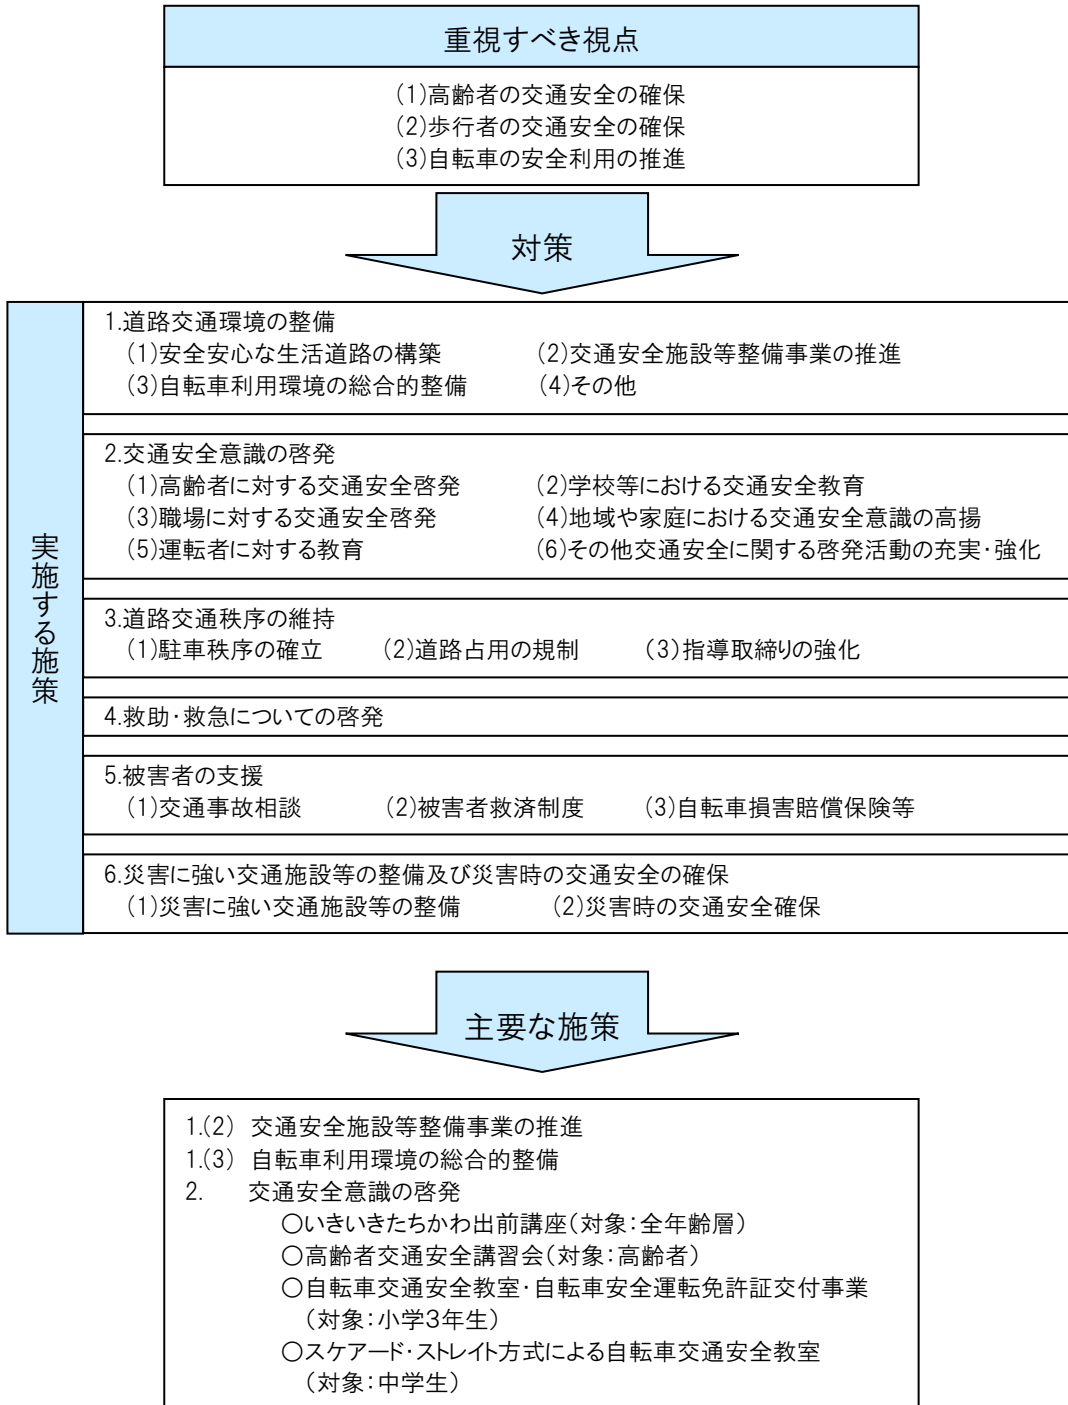 重視すべき視点
(1)高齢者の交通安全の確保
(2)歩行者の交通安全の確保
(3)自転車の安全利用の推進
対策
実施する施策
1.道路交通環境の整備
(1)安全安心な生活道路の構築 (2)交通安全施設等整備事業の推進
(3)自転車利用環境の総合的整備 (4)その他
2.交通安全意識の啓発
(1)高齢者に対する交通安全啓発 (2)学校等における交通安全教育
(3)職場に対する交通安全啓発 (4)地域や家庭における交通安全意識の高揚
(5)運転者に対する教育 (6)その他交通安全に関する啓発活動の充実・強化
3.道路交通秩序の維持
(1)駐車秩序の確立 (2)道路占用の規制 (3)指導取締りの強化
4.救助・救急についての啓発
5.被害者の支援
(1)交通事故相談 (2)被害者救済制度 (3)自転車損害賠償保険等
6.災害に強い交通施設等の整備及び災害時の交通安全の確保
(1)災害に強い交通施設等の整備 (2)災害時の交通安全確保
主要な施策
1.(2) 交通安全施設等整備事業の推進
1.(3) 自転車利用環境の総合的整備
2. 交通安全意識の啓発
○いきいきたちかわ出前講座(対象:全年齢層)
○高齢者交通安全講習会(対象:高齢者)
○自転車交通安全教室・自転車安全運転免許証交付事業
(対象:小学3年生)
○スケアード・ストレイト方式による自転車交通安全教室
(対象:中学生)